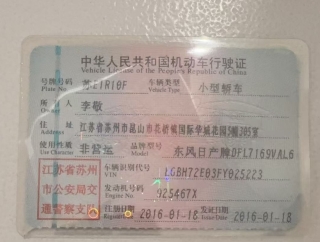 中华人民共和国机动车行驶证
Vehicle License of the People's Republic of China
号牌号码 Plate No. 苏E1R10F 车辆类型 Vehicle Type 小型轿车
所有人 Owner 李敬
住址 Address 江苏省苏州市昆山市花桥镇国际华城花园5幢305室
使用性质 Use Character 非营运 品牌型号 Model 东风日产牌DFL7169VAL6
江苏省苏州 车辆识别代号 VIN LGBH72E03FY025223
市公安局交 发动机号码 Engine No. 925467X
通警察支队 注册日期 Register Date 2016-01-18 发证日期 Issue Date 2016-01-18